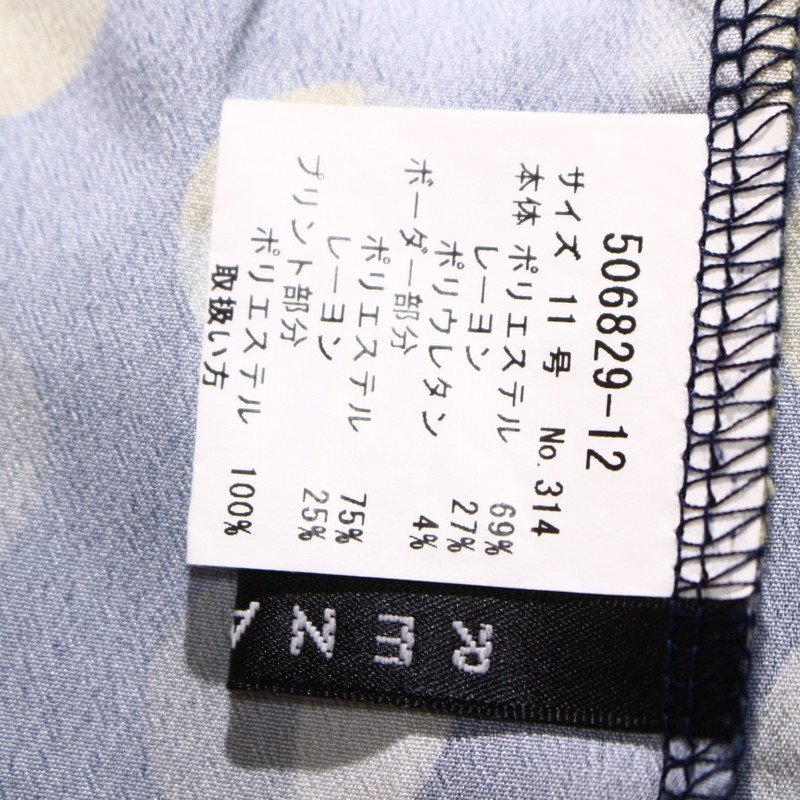 506829-12
サイズ 11 号 No. 314
本体 ポリエステル 69%
レーヨン 27%
ポリウレタン 4%
ボーダー部分
ポリエステル 75%
レーヨン 25%
プリント部分
ポリエステル 100%
取扱い方
REZA